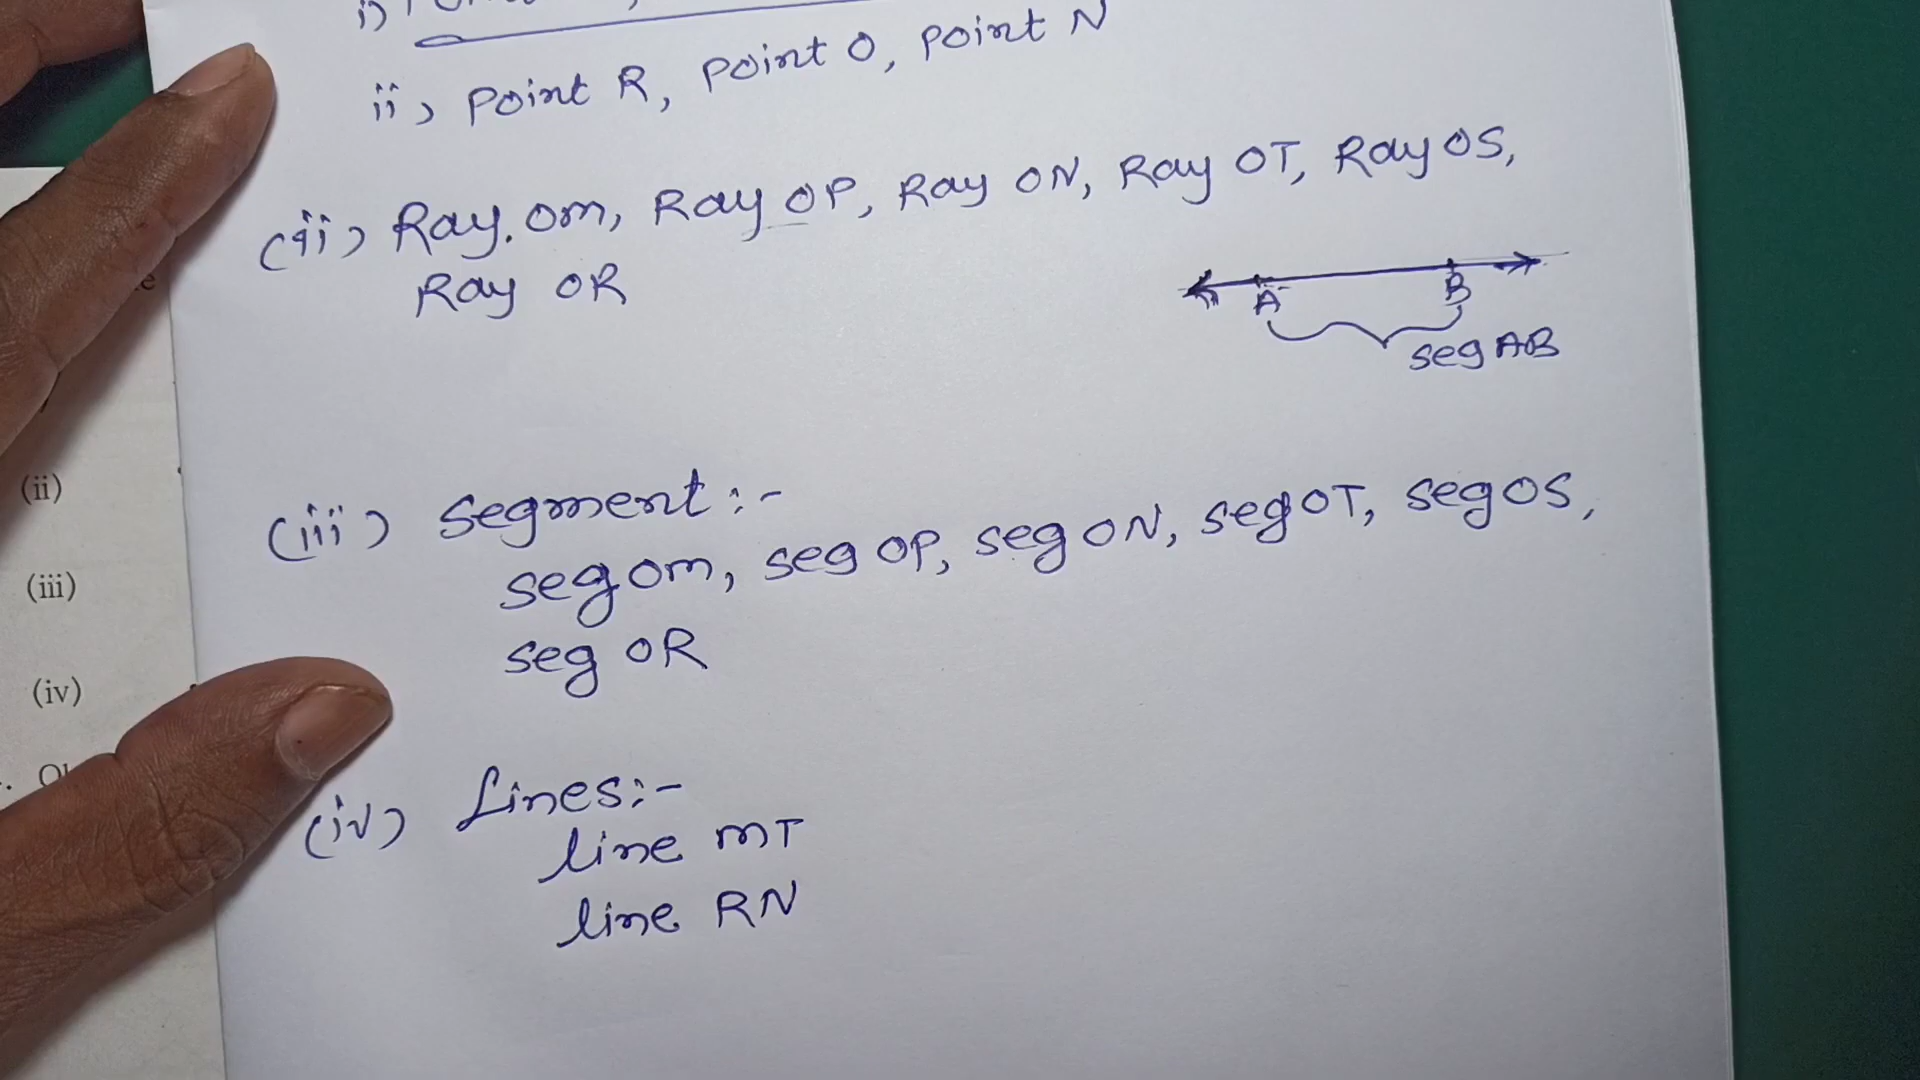 i)
ii) Point R, Point O, Point N
(ii) Ray. OM, Ray OP, Ray ON, Ray OT, Ray OS,
Ray OR
A B
seg AB
(iii) Segment :-
seg OM, seg OP, seg ON, seg OT, seg OS,
seg OR
(iv) Lines:-
line MT
line RN
(ii)
(iii)
(iv)